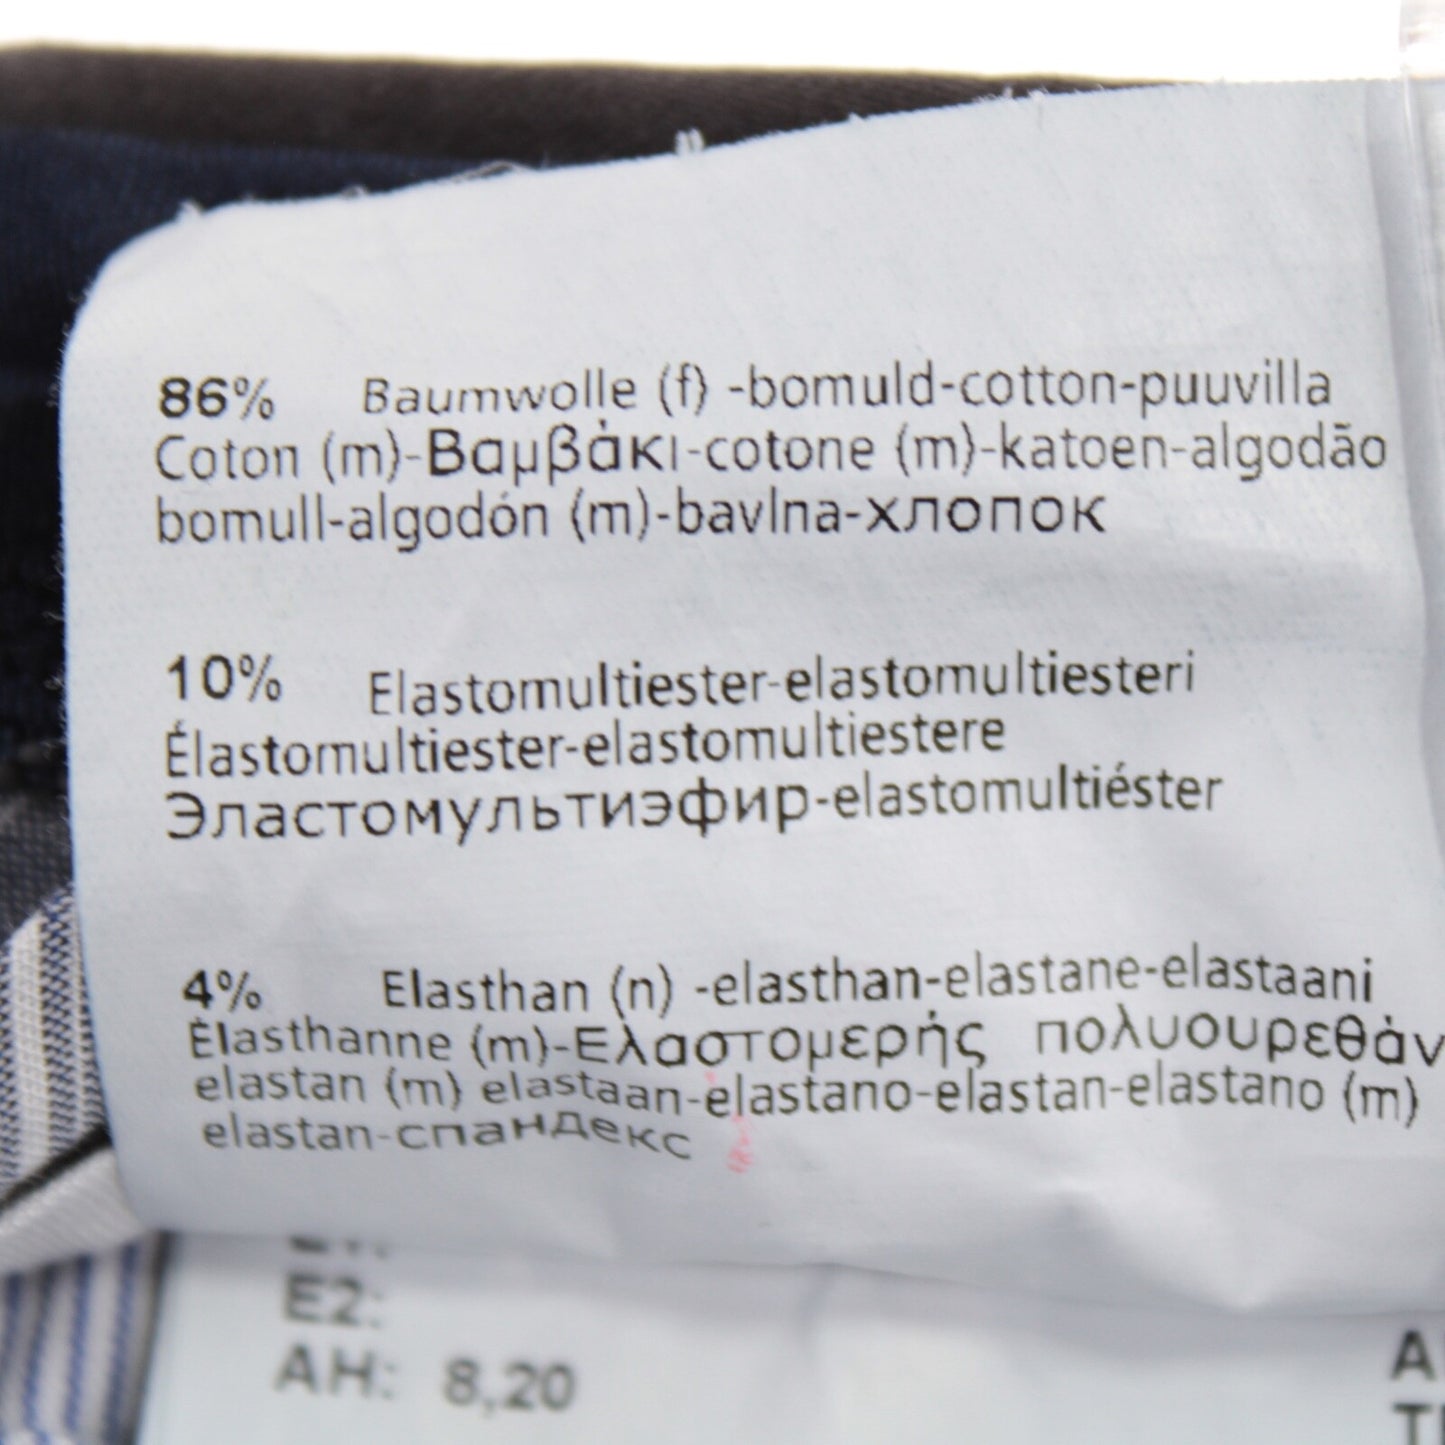 86% Baumwolle (f) -bomuld-cotton-puuvilla
Coton (m)-Βαμβάκι-cotone (m)-katoen-algodão
bomull-algodón (m)-bavlna-хлопок
10% Elastomultiester-elastomultiesteri
Élastomultiester-elastomultiestere
Эластомультиэфир-elastomultiéster
4% Elasthan (n) -elasthan-elastane-elastaani
Élasthanne (m)-Ελαστομερής πολυουρεθάν
elastan (m) elastaan-elastano-elastan-elastano (m)
elastan-спандекс
E2:
AH: 8,20